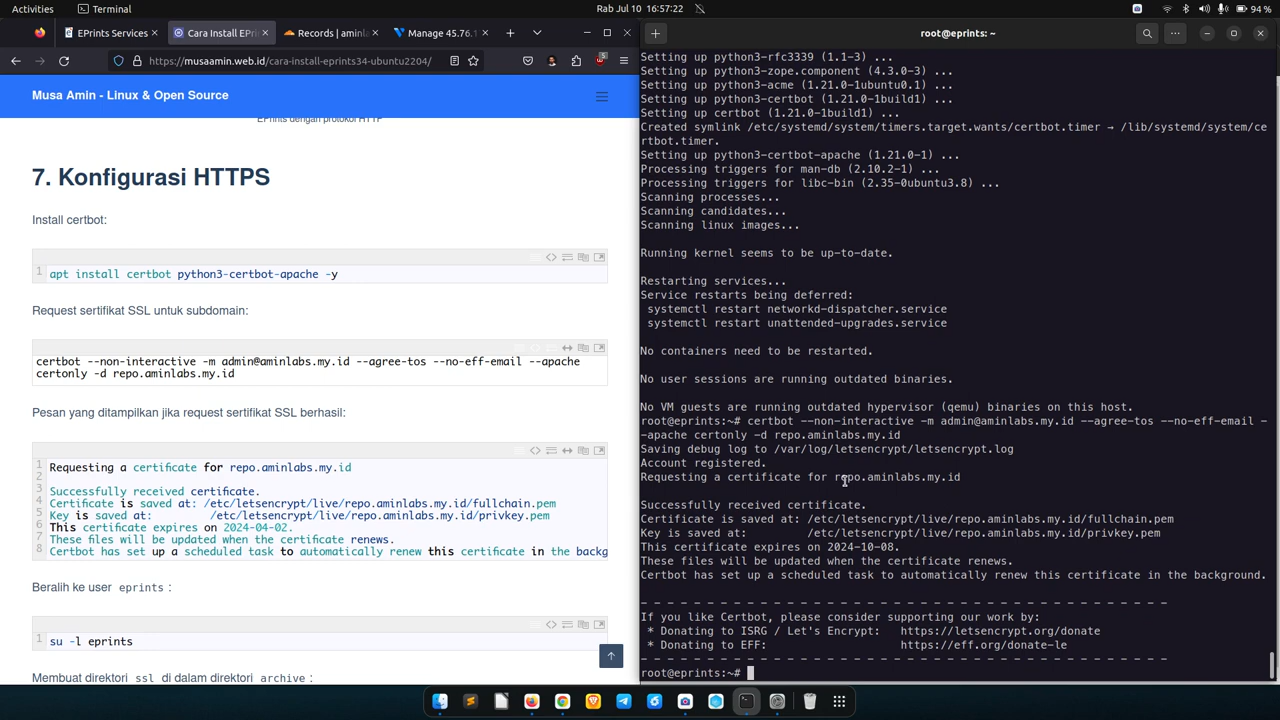 Activities
Terminal
Rab Jul 10 16:57:22
94 %
EPrints Services
Cara Install EPri
Records | aminla
Manage 45.76.1
root@eprints: ~
https://musaamin.web.id/cara-install-eprints34-ubuntu2204/
5
Musa Amin - Linux & Open Source
EPrints dengan protokol HTTP
7. Konfigurasi HTTPS
Install certbot:
1 apt install certbot python3-certbot-apache -y
Request sertifikat SSL untuk subdomain:
certbot --non-interactive -m admin@aminlabs.my.id --agree-tos --no-eff-email --apache
certonly -d repo.aminlabs.my.id
Pesan yang ditampilkan jika request sertifikat SSL berhasil:
1 Requesting a certificate for repo.aminlabs.my.id
2
3 Successfully received certificate.
4 Certificate is saved at: /etc/letsencrypt/live/repo.aminlabs.my.id/fullchain.pem
5 Key is saved at:         /etc/letsencrypt/live/repo.aminlabs.my.id/privkey.pem
6 This certificate expires on 2024-04-02.
7 These files will be updated when the certificate renews.
8 Certbot has set up a scheduled task to automatically renew this certificate in the backg
Beralih ke user eprints :
1 su -l eprints
Membuat direktori ssl di dalam direktori archive :
Setting up python3-rfc3339 (1.1-3) ...
Setting up python3-zope.component (4.3.0-3) ...
Setting up python3-acme (1.21.0-1ubuntu0.1) ...
Setting up python3-certbot (1.21.0-1build1) ...
Setting up certbot (1.21.0-1build1) ...
Created symlink /etc/systemd/system/timers.target.wants/certbot.timer → /lib/systemd/system/ce
rtbot.timer.
Setting up python3-certbot-apache (1.21.0-1) ...
Processing triggers for man-db (2.10.2-1) ...
Processing triggers for libc-bin (2.35-0ubuntu3.8) ...
Scanning processes...
Scanning candidates...
Scanning linux images...
Running kernel seems to be up-to-date.
Restarting services...
Service restarts being deferred:
 systemctl restart networkd-dispatcher.service
 systemctl restart unattended-upgrades.service
No containers need to be restarted.
No user sessions are running outdated binaries.
No VM guests are running outdated hypervisor (qemu) binaries on this host.
root@eprints:~# certbot --non-interactive -m admin@aminlabs.my.id --agree-tos --no-eff-email -
-apache certonly -d repo.aminlabs.my.id
Saving debug log to /var/log/letsencrypt/letsencrypt.log
Account registered.
Requesting a certificate for repo.aminlabs.my.id
Successfully received certificate.
Certificate is saved at: /etc/letsencrypt/live/repo.aminlabs.my.id/fullchain.pem
Key is saved at:         /etc/letsencrypt/live/repo.aminlabs.my.id/privkey.pem
This certificate expires on 2024-10-08.
These files will be updated when the certificate renews.
Certbot has set up a scheduled task to automatically renew this certificate in the background.
- - - - - - - - - - - - - - - - - - - - - - - - - - - - - - - - - - - - - - - -
If you like Certbot, please consider supporting our work by:
 * Donating to ISRG / Let's Encrypt:   https://letsencrypt.org/donate
 * Donating to EFF:                    https://eff.org/donate-le
- - - - - - - - - - - - - - - - - - - - - - - - - - - - - - - - - - - - - - - -
root@eprints:~#